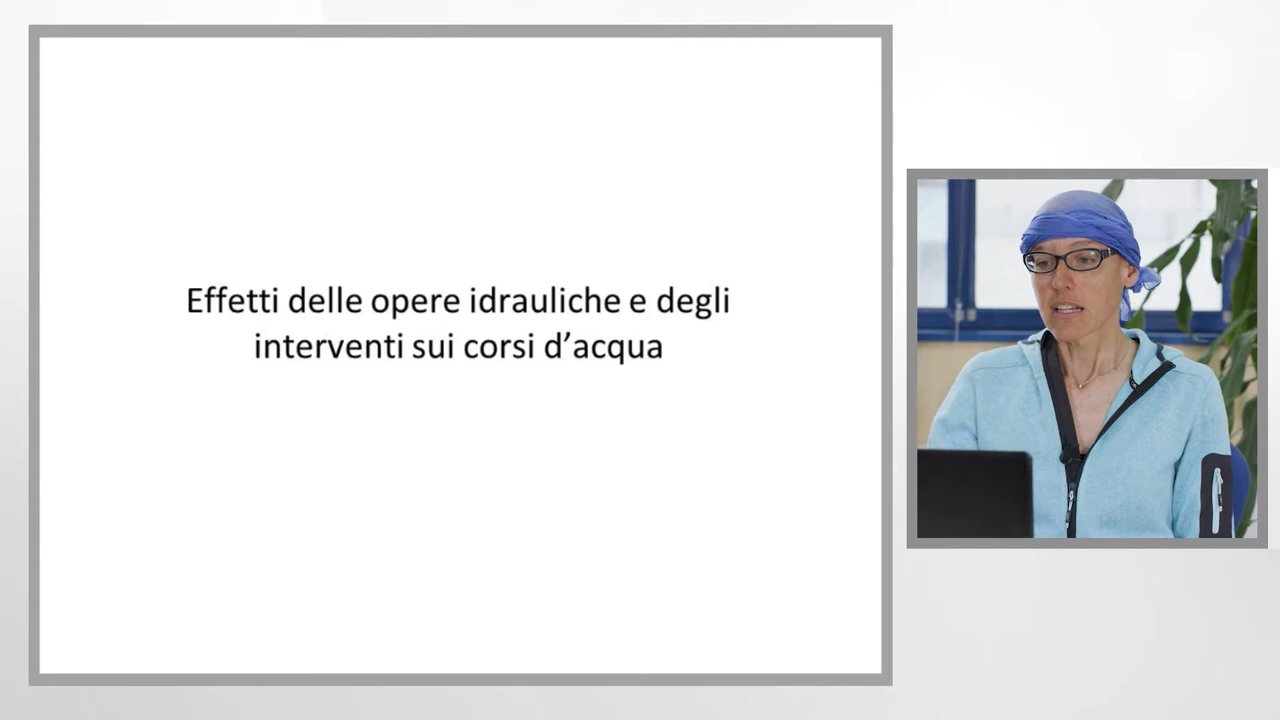 Effetti delle opere idrauliche e degli
interventi sui corsi d’acqua